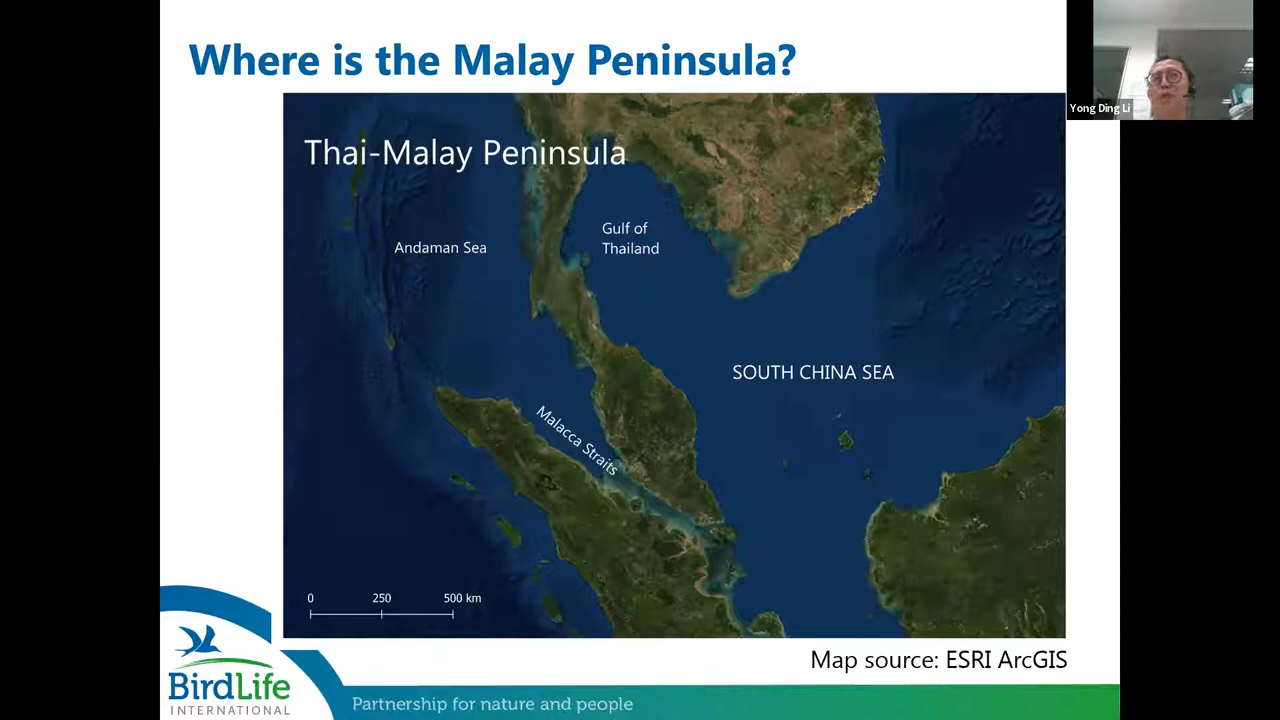 Where is the Malay Peninsula?
Yong Ding Li
Thai-Malay Peninsula
Gulf of
Thailand
Andaman Sea
SOUTH CHINA SEA
Malacca Straits
0 250 500 km
Map source: ESRI ArcGIS
BirdLife
INTERNATIONAL
Partnership for nature and people